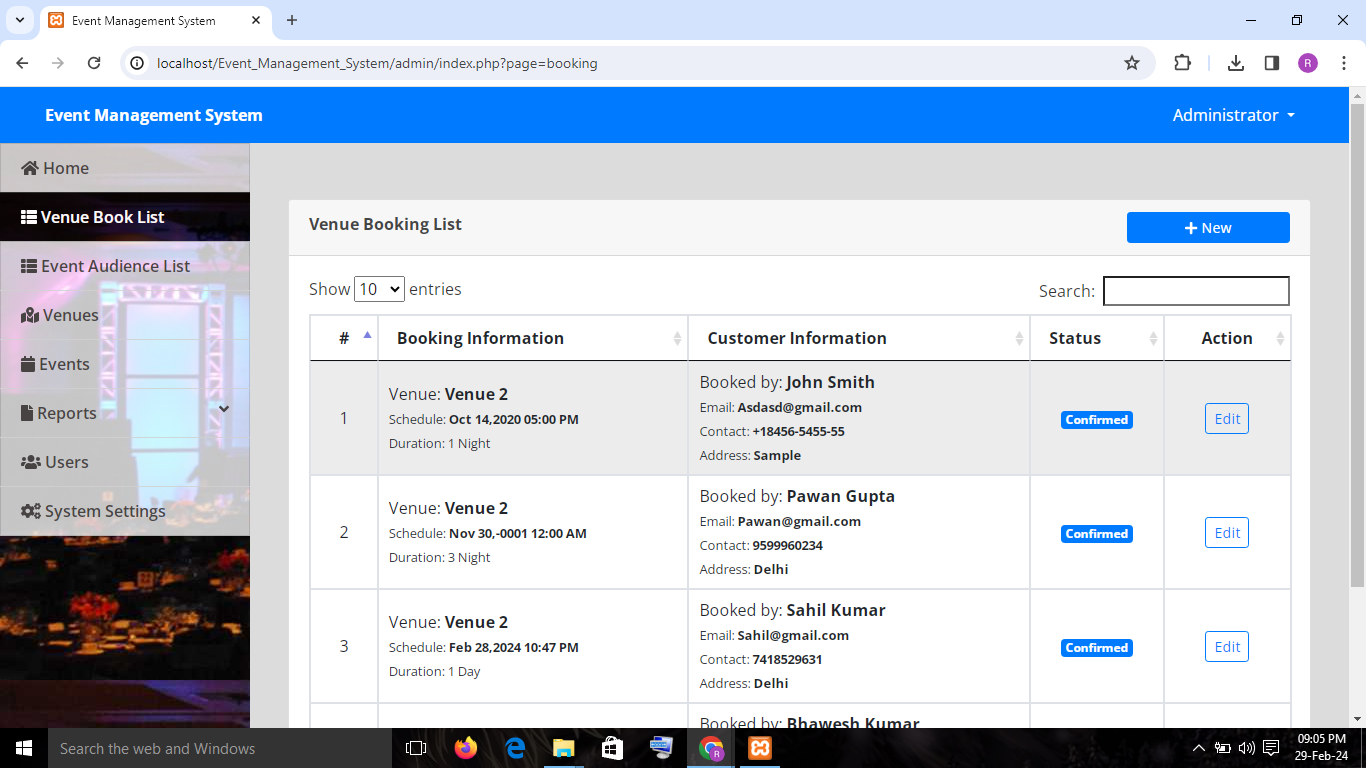 Event Management System
localhost/Event_Management_System/admin/index.php?page=booking
R
Event Management System
Administrator
Home
Venue Book List
Event Audience List
Venues
Events
Reports
Users
System Settings
Venue Booking List
+ New
Show 10 entries
Search:
# Booking Information Customer Information Status Action
1
Venue: Venue 2
Schedule: Oct 14,2020 05:00 PM
Duration: 1 Night
Booked by: John Smith
Email: Asdasd@gmail.com
Contact: +18456-5455-55
Address: Sample
Confirmed
Edit
2
Venue: Venue 2
Schedule: Nov 30,-0001 12:00 AM
Duration: 3 Night
Booked by: Pawan Gupta
Email: Pawan@gmail.com
Contact: 9599960234
Address: Delhi
Confirmed
Edit
3
Venue: Venue 2
Schedule: Feb 28,2024 10:47 PM
Duration: 1 Day
Booked by: Sahil Kumar
Email: Sahil@gmail.com
Contact: 7418529631
Address: Delhi
Confirmed
Edit
Booked by: Bhawesh Kumar
Search the web and Windows
R
09:05 PM
29-Feb-24